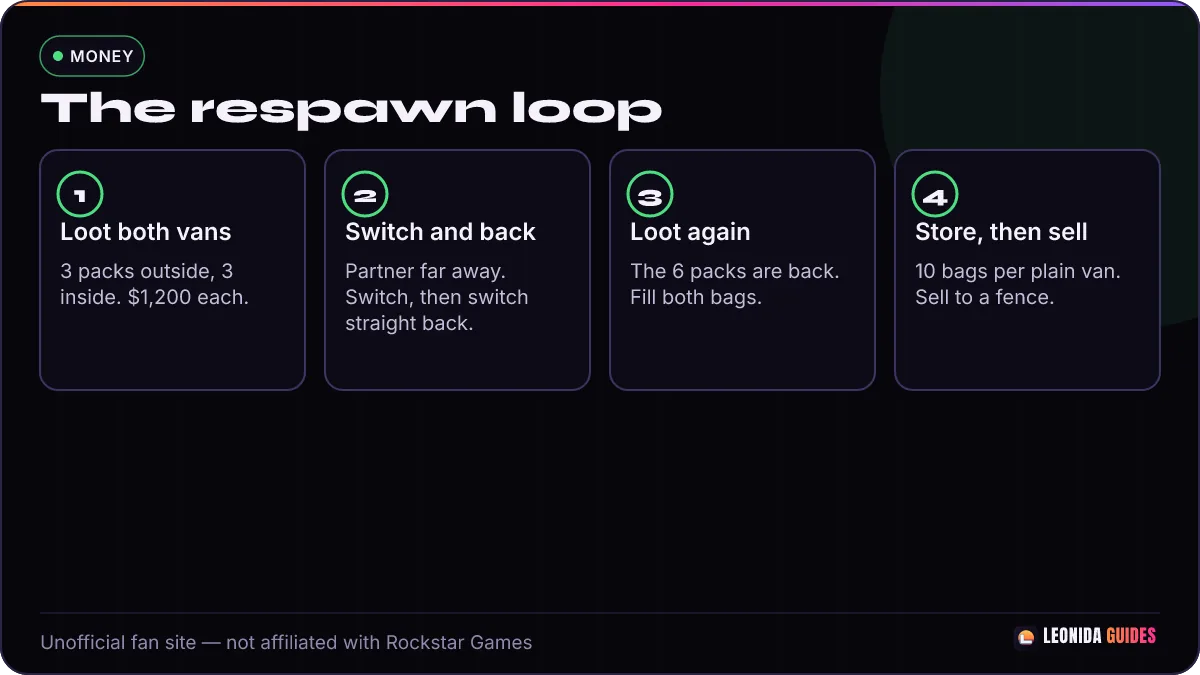 MONEY
The respawn loop
1
Loot both vans
3 packs outside, 3
inside. $1,200 each.
2
Switch and back
Partner far away.
Switch, then switch
straight back.
3
Loot again
The 6 packs are back.
Fill both bags.
4
Store, then sell
10 bags per plain van.
Sell to a fence.
Unofficial fan site — not affiliated with Rockstar Games
LEONIDA GUIDES